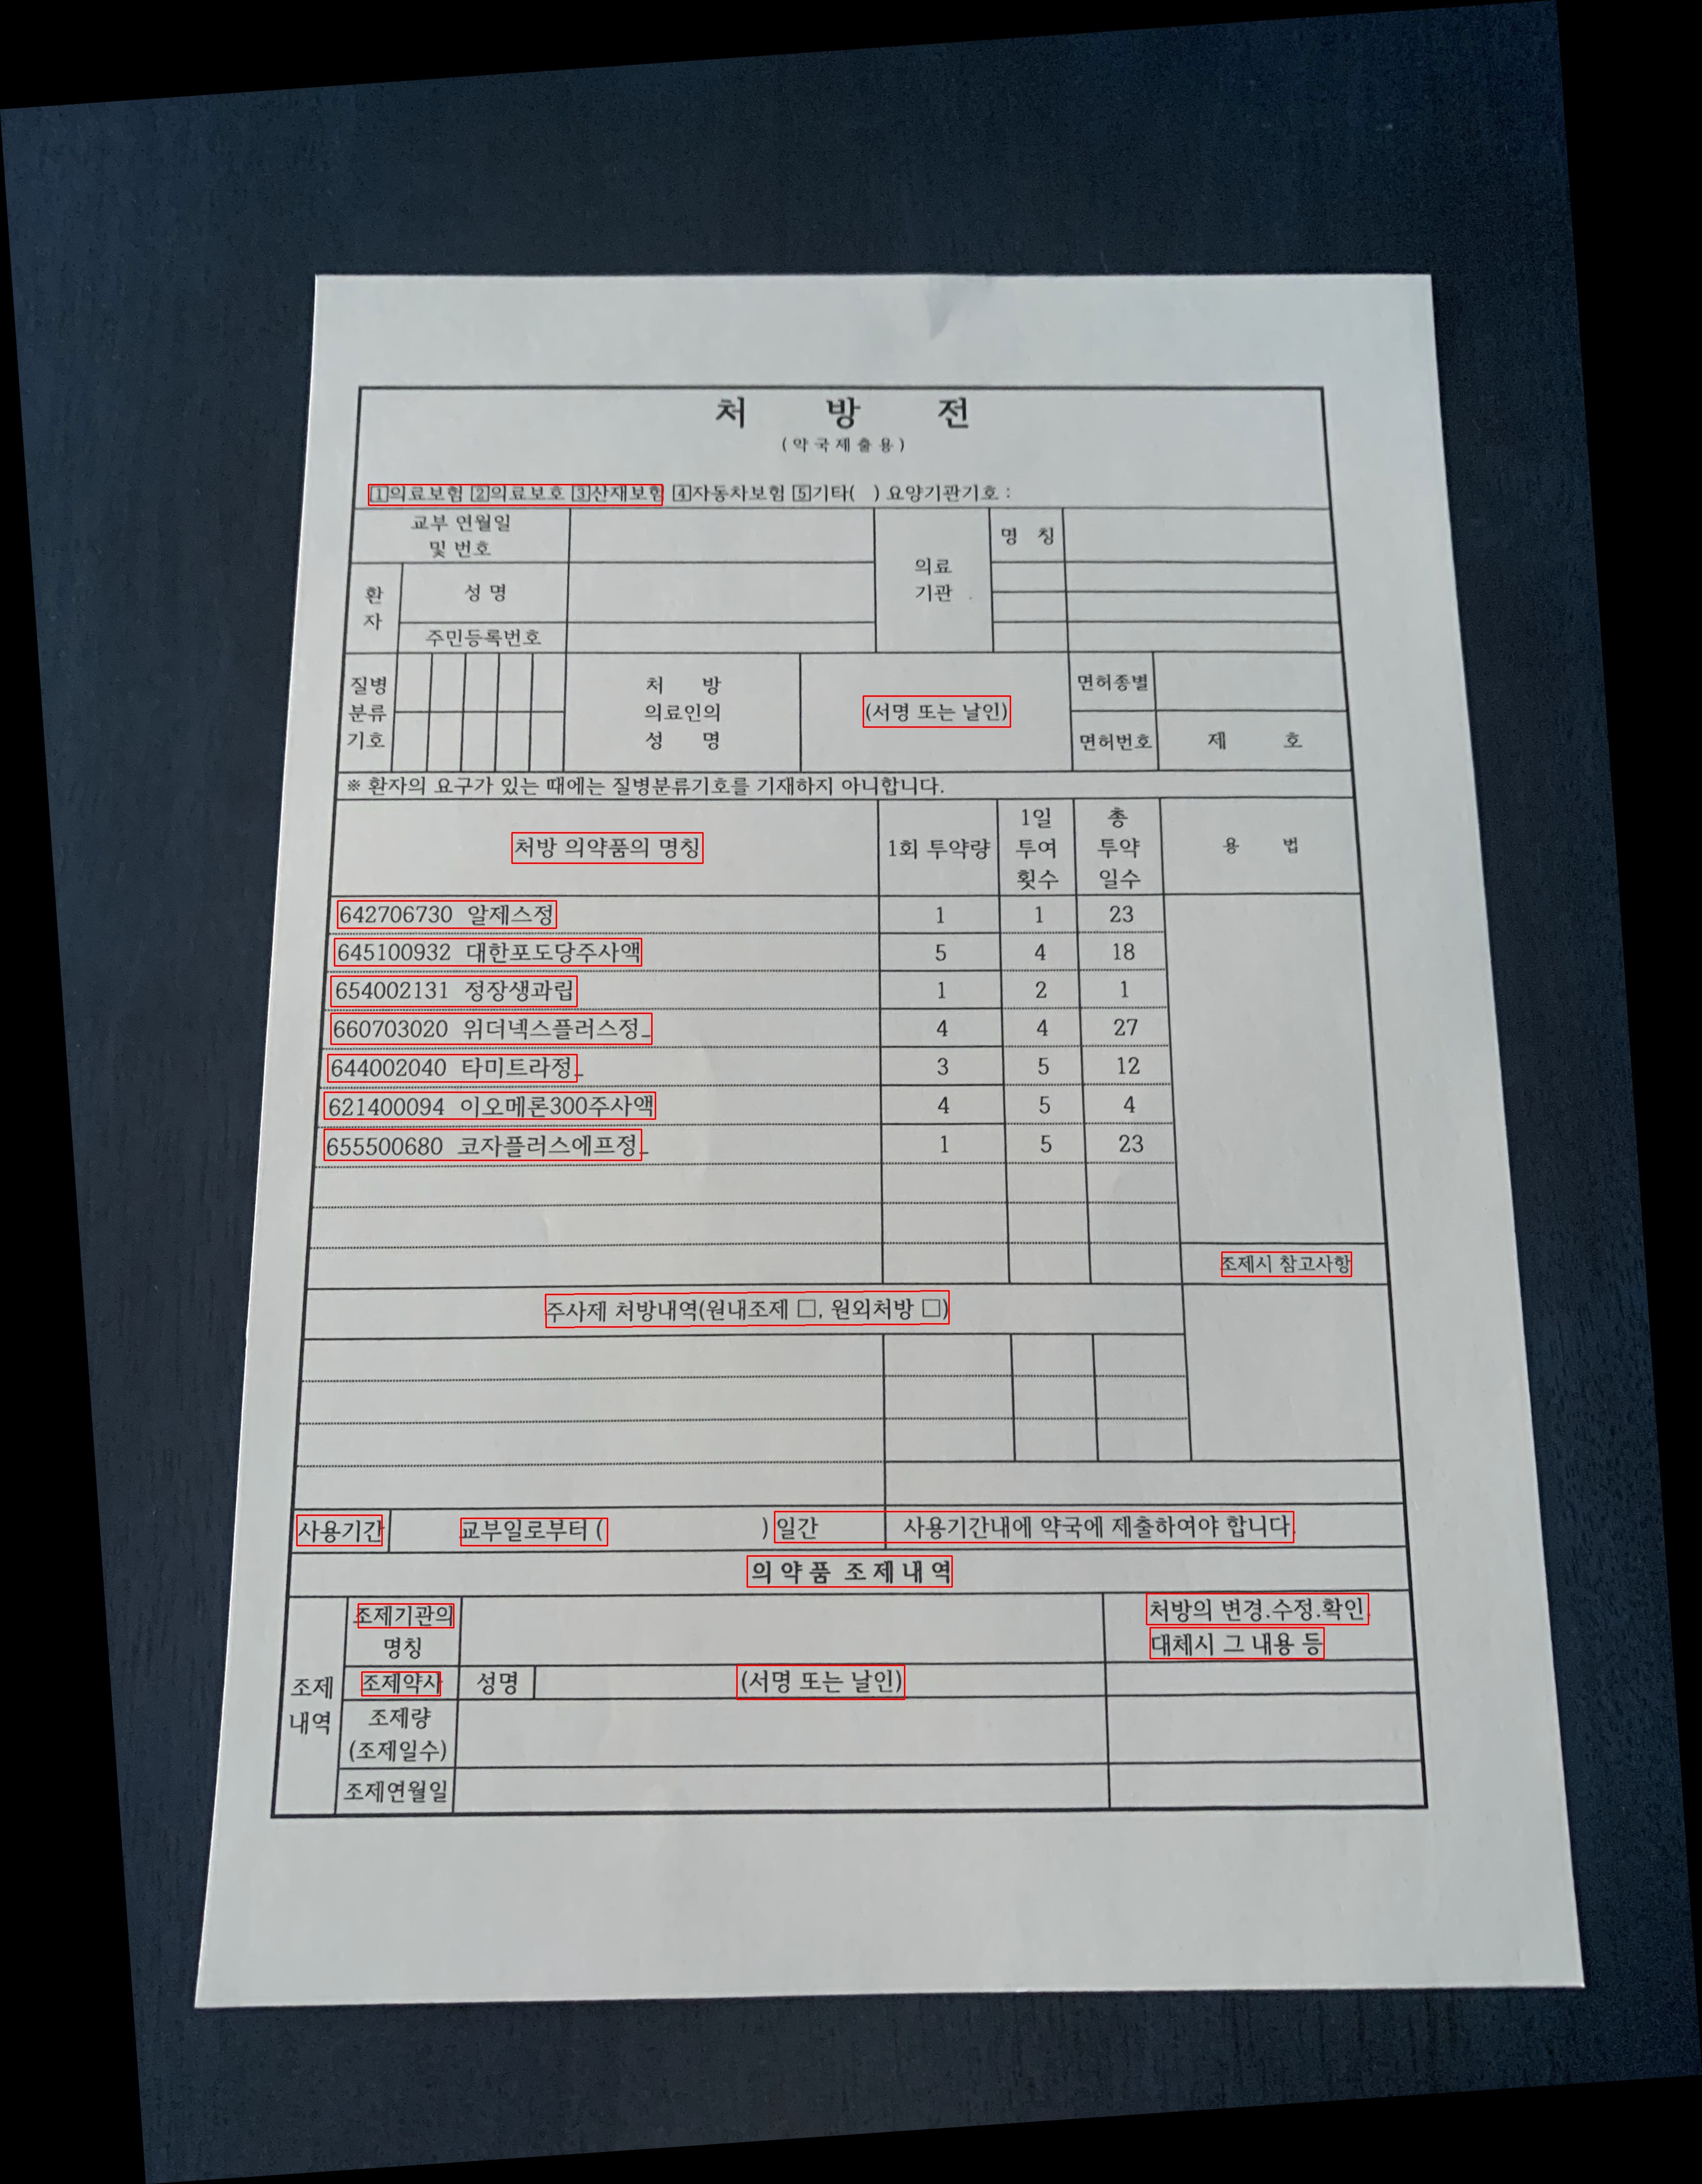 처 방 전
(약국제출용)
1의료보험 2의료보호 3산재보험 4자동차보험 5기타( ) 요양기관기호 :
교부 연월일
및 번호
의료
기관
명 칭
환
자
성 명
주민등록번호
질병
분류
기호
처 방
의료인의
성 명
(서명 또는 날인)
면허종별
면허번호
제 호
※ 환자의 요구가 있는 때에는 질병분류기호를 기재하지 아니합니다.
처방 의약품의 명칭
1회 투약량
1일
투여
횟수
총
투약
일수
용 법
642706730 알제스정 1 1 23
645100932 대한포도당주사액 5 4 18
654002131 정장생과립 1 2 1
660703020 위더넥스플러스정_ 4 4 27
644002040 타미트라정_ 3 5 12
621400094 이오메론300주사액 4 5 4
655500680 코자플러스에프정_ 1 5 23
조제시 참고사항
주사제 처방내역(원내조제 □, 원외처방 □)
사용기간 교부일로부터 ( ) 일간 사용기간내에 약국에 제출하여야 합니다.
의 약 품 조 제 내 역
조제
내역
조제기관의
명칭
처방의 변경.수정.확인.
대체시 그 내용 등
조제약사 성명 (서명 또는 날인)
조제량
(조제일수)
조제연월일